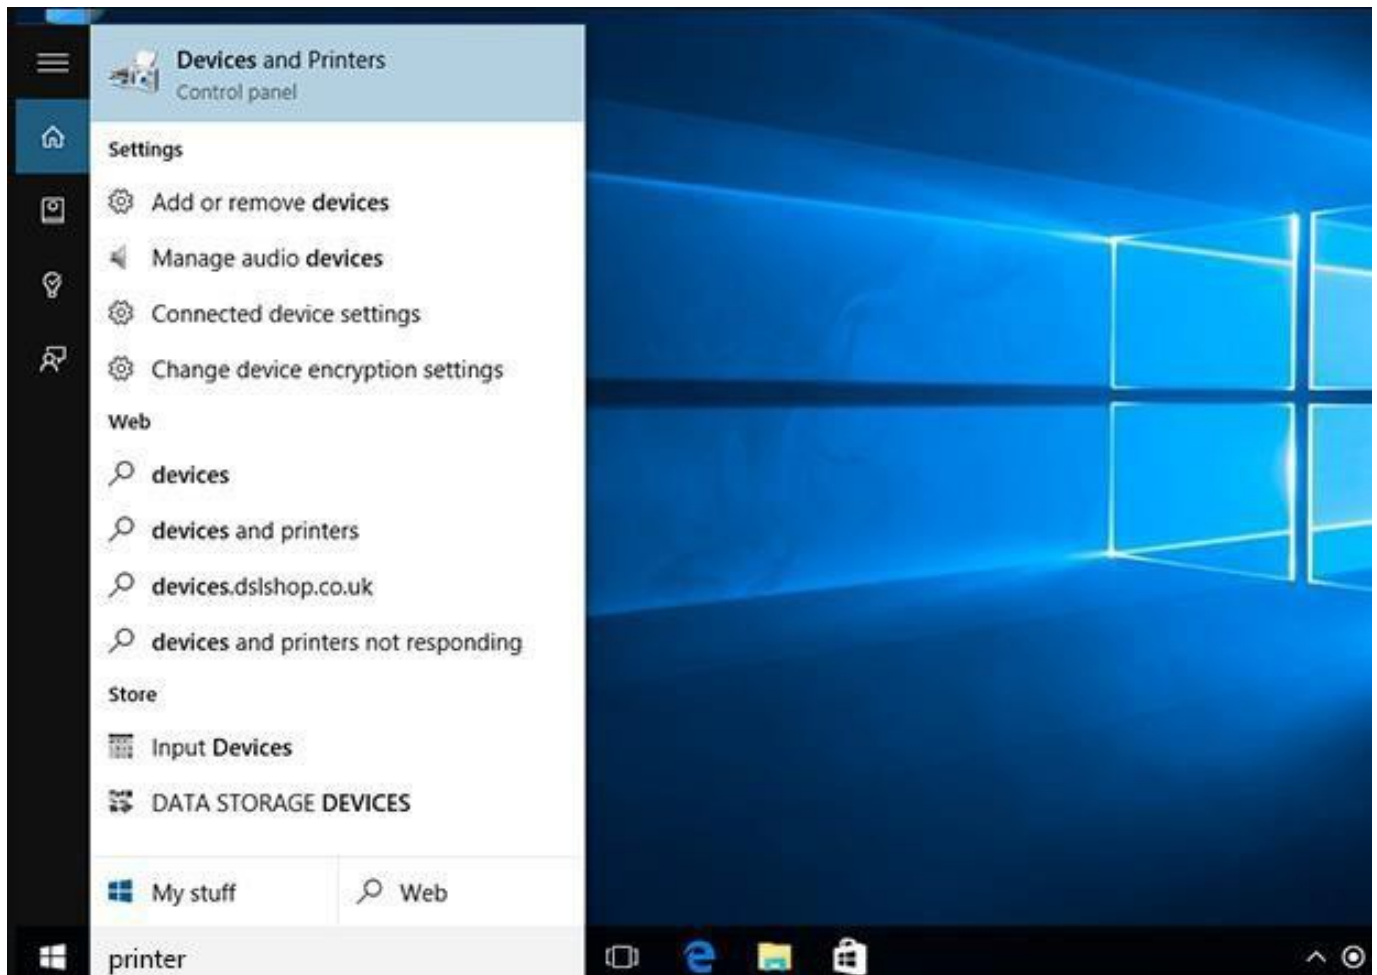 Devices and Printers
Control panel
Settings
Add or remove devices
Manage audio devices
Connected device settings
Change device encryption settings
Web
devices
devices and printers
devices.dslshop.co.uk
devices and printers not responding
Store
Input Devices
DATA STORAGE DEVICES
My stuff
Web
printer